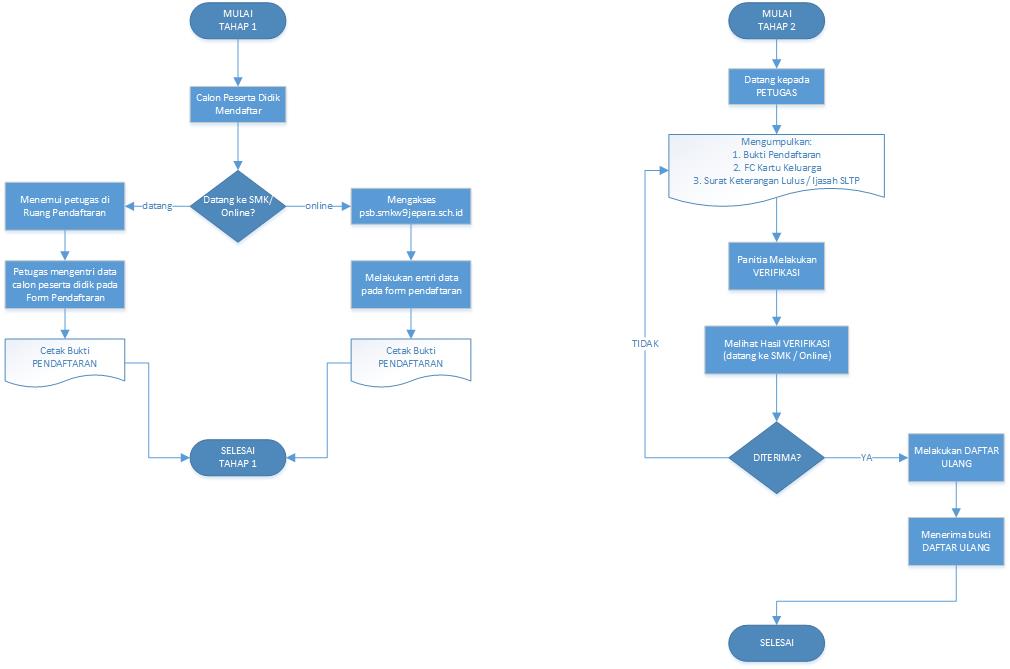 MULAI
TAHAP 1
Calon Peserta Didik
Mendaftar
Datang ke SMK/
Online?
datang
online
Menemui petugas di
Ruang Pendaftaran
Petugas mengentri data
calon peserta didik pada
Form Pendaftaran
Cetak Bukti
PENDAFTARAN
Mengakses
psb.smkw9jepara.sch.id
Melakukan entri data
pada form pendaftaran
Cetak Bukti
PENDAFTARAN
SELESAI
TAHAP 1
MULAI
TAHAP 2
Datang kepada
PETUGAS
Mengumpulkan:
1. Bukti Pendaftaran
2. FC Kartu Keluarga
3. Surat Keterangan Lulus / Ijasah SLTP
Panitia Melakukan
VERIFIKASI
Melihat Hasil VERIFIKASI
(datang ke SMK / Online)
TIDAK
DITERIMA?
YA
Melakukan DAFTAR
ULANG
Menerima bukti
DAFTAR ULANG
SELESAI